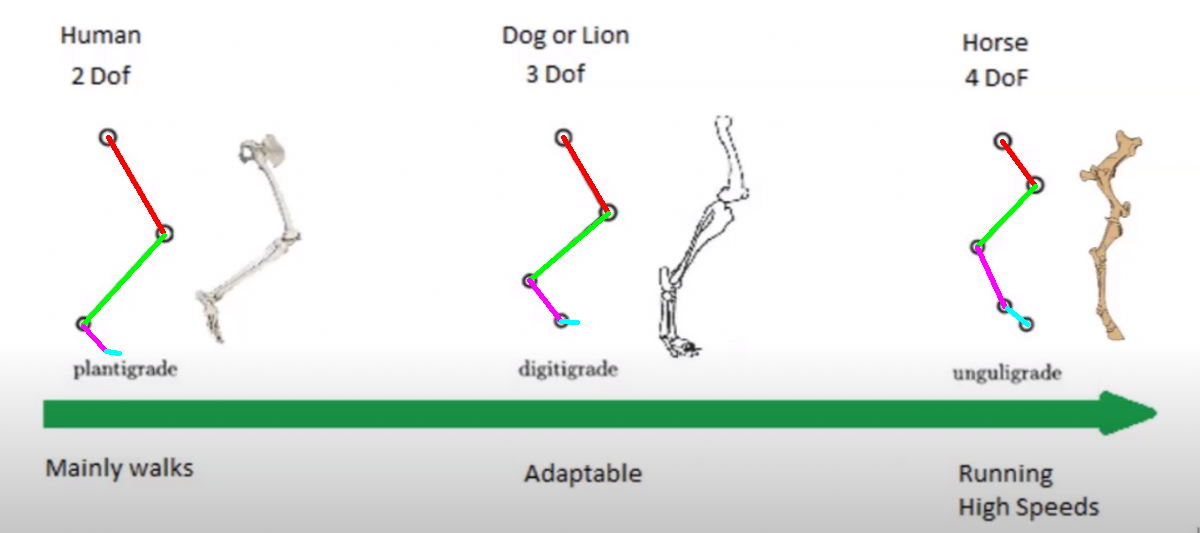 Human
2 Dof
Dog or Lion
3 Dof
Horse
4 DoF
plantigrade
digitigrade
unguligrade
Mainly walks
Adaptable
Running
High Speeds